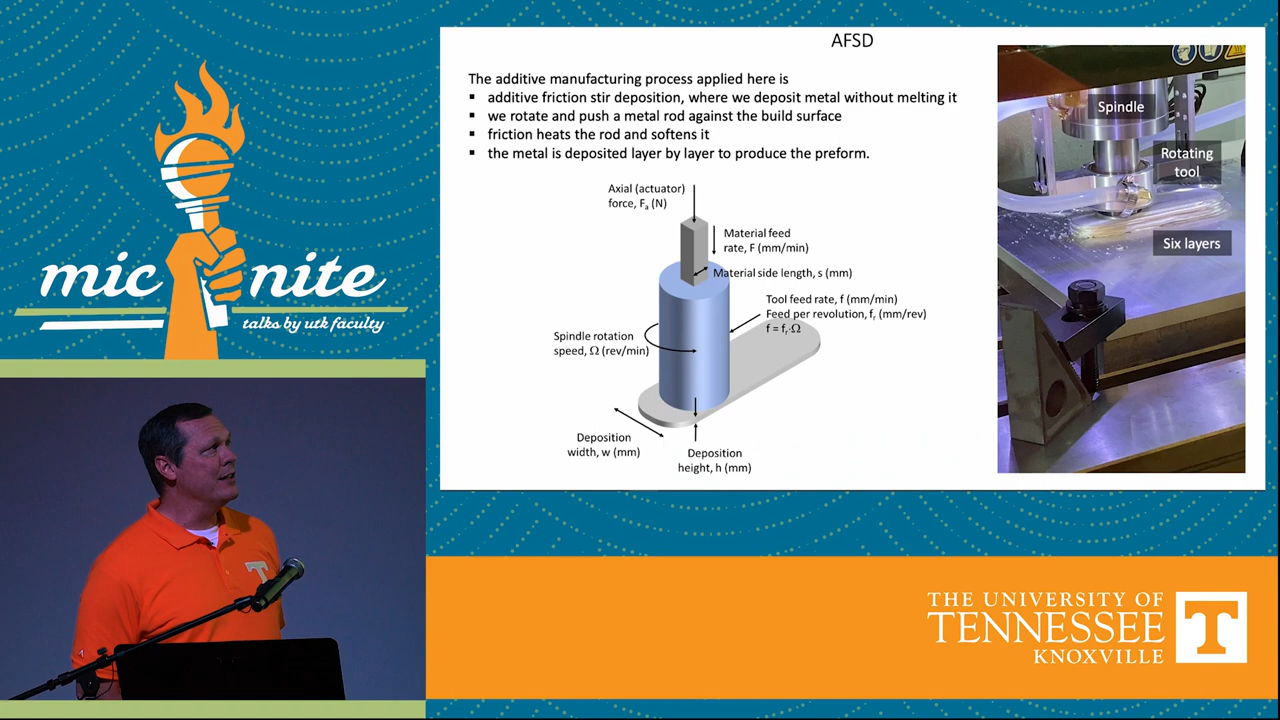 mic nite
talks by utk faculty
AFSD
The additive manufacturing process applied here is
▪ additive friction stir deposition, where we deposit metal without melting it
▪ we rotate and push a metal rod against the build surface
▪ friction heats the rod and softens it
▪ the metal is deposited layer by layer to produce the preform.
Axial (actuator)
force, Fa (N)
Material feed
rate, F (mm/min)
Material side length, s (mm)
Tool feed rate, f (mm/min)
Feed per revolution, fr (mm/rev)
f = fr·Ω
Spindle rotation
speed, Ω (rev/min)
Deposition
width, w (mm)
Deposition
height, h (mm)
Spindle
Rotating
tool
Six layers
T
THE UNIVERSITY OF
TENNESSEE
KNOXVILLE
T